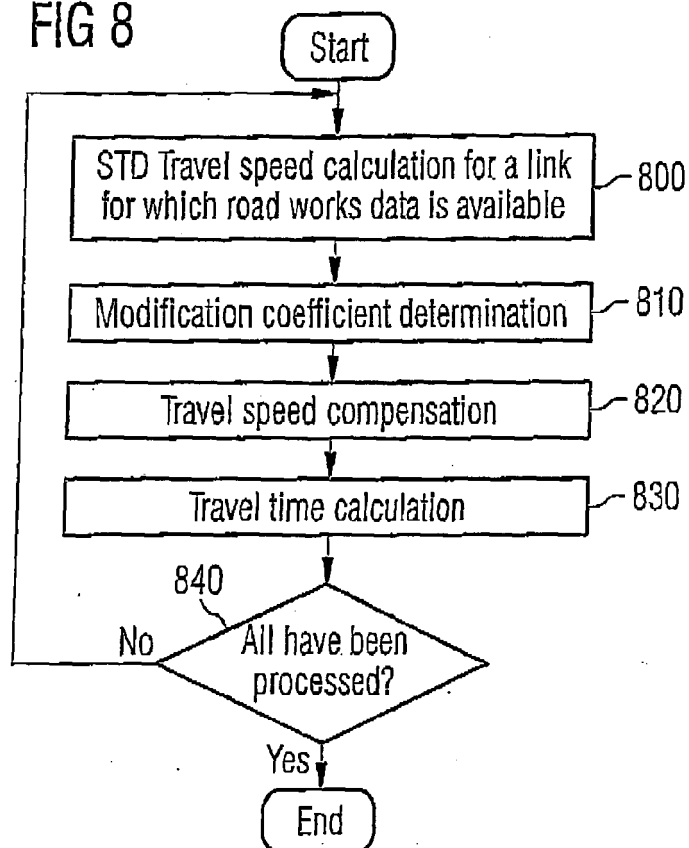 FIG 8
Start
STD Travel speed calculation for a link
for which road works data is available
800
Modification coefficient determination
810
Travel speed compensation
820
Travel time calculation
830
840
No
All have been
processed?
Yes
End